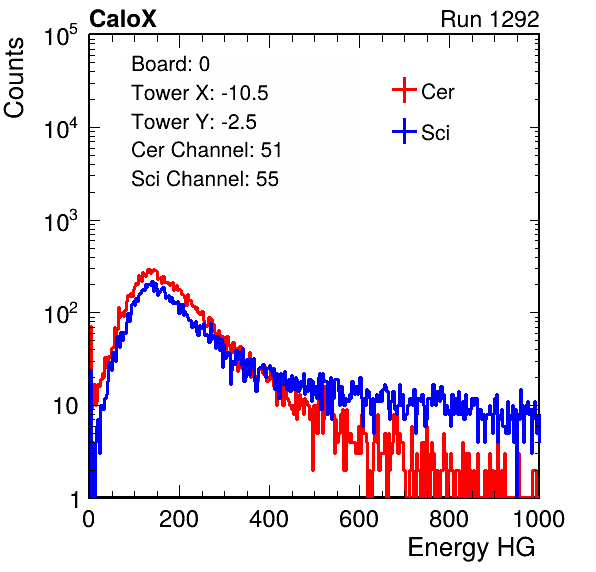 CaloX Run 1292
Counts
10^5
10^4
10^3
10^2
10
1
Board: 0
Tower X: -10.5
Tower Y: -2.5
Cer Channel: 51
Sci Channel: 55
Cer
Sci
0 200 400 600 800 1000
Energy HG